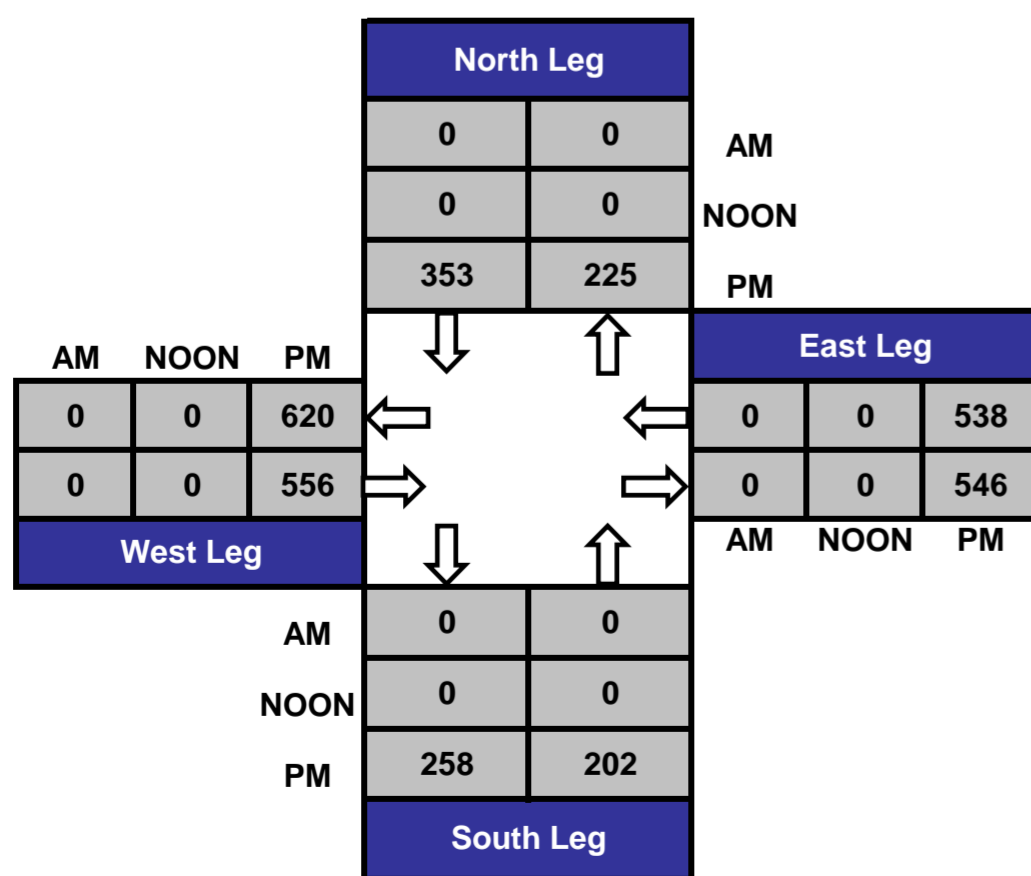 North Leg
0 0
AM
0 0
NOON
353 225
PM
AM NOON PM
East Leg
0 0 620
0 0 538
0 0 556
0 0 546
West Leg
AM NOON PM
AM
0 0
NOON
0 0
PM
258 202
South Leg